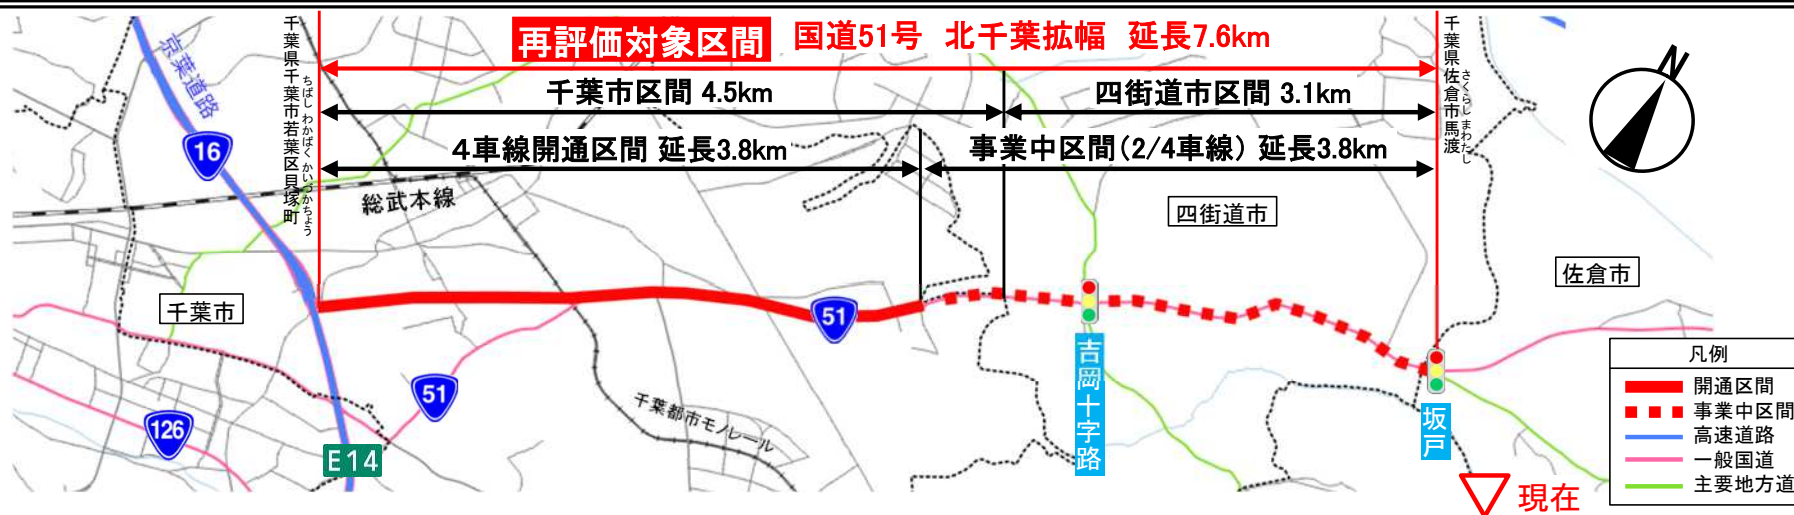 再評価対象区間 国道51号 北千葉拡幅 延長7.6km
千葉市区間 4.5km
四街道市区間 3.1km
4車線開通区間 延長3.8km
事業中区間(2/4車線) 延長3.8km
千葉県千葉市若葉区貝塚町
ちばし わかばく かいづかちょう
千葉県佐倉市馬渡
さくらし まわたし
N
京葉道路
16
総武本線
四街道市
佐倉市
千葉市
51
51
126
E14
千葉都市モノレール
吉岡十字路
坂戸
現在
凡例
開通区間
事業中区間
高速道路
一般国道
主要地方道